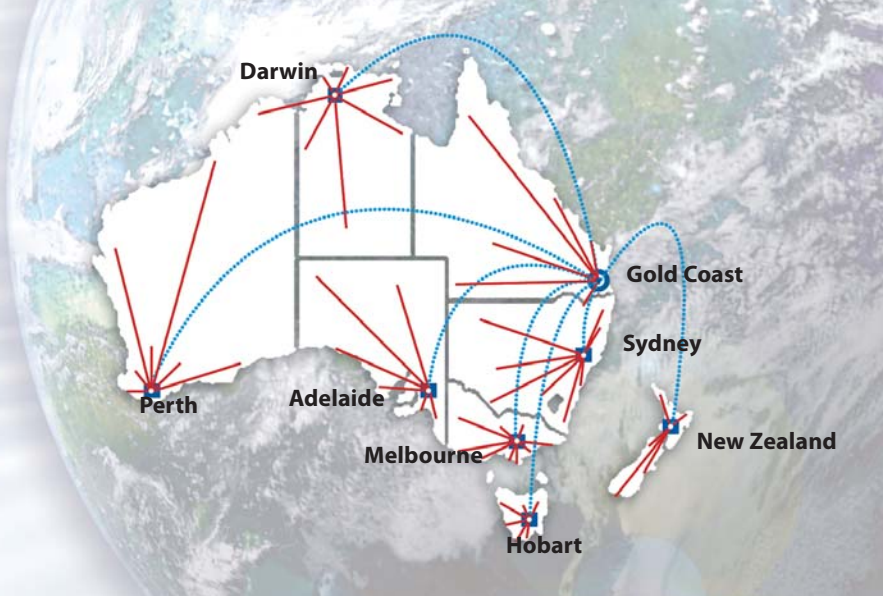 Darwin
Gold Coast
Sydney
Perth
Adelaide
Melbourne
New Zealand
Hobart